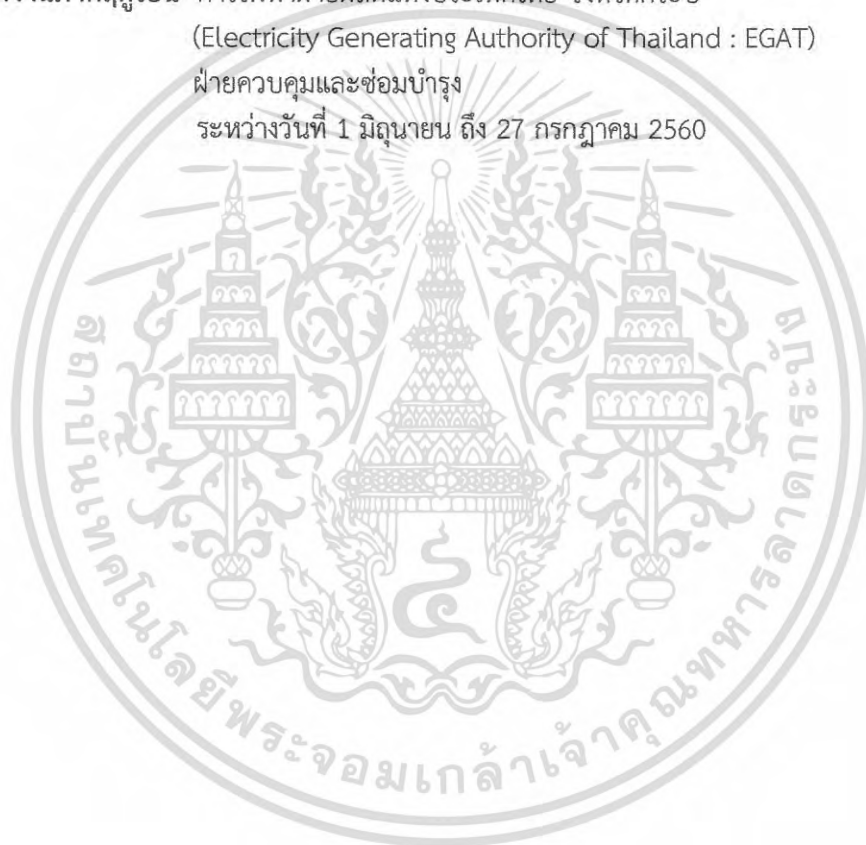 (Electricity Generating Authority of Thailand : EGAT)
ฝ่ายควบคุมและซ่อมบำรุง
ระหว่างวันที่ 1 มิถุนายน ถึง 27 กรกฎาคม 2560
สถาบันเทคโนโลยีพระจอมเกล้าเจ้าคุณทหารลาดกระบัง